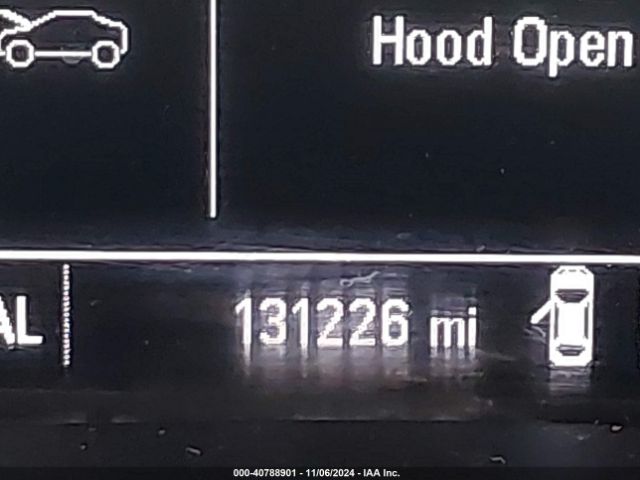 Hood Open
AL
131226 mi
000-40788901 - 11/06/2024 - IAA Inc.